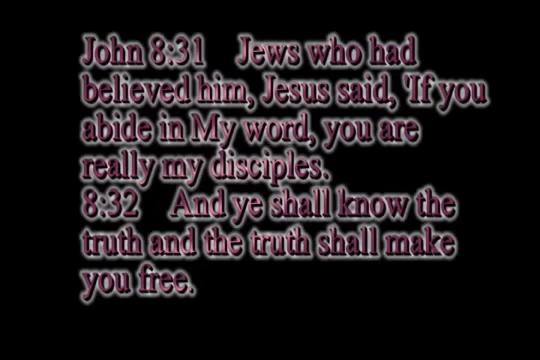 John 8:31 Jews who had
believed him, Jesus said, 'If you
abide in My word, you are
really my disciples.
8:32 And ye shall know the
truth and the truth shall make
you free.